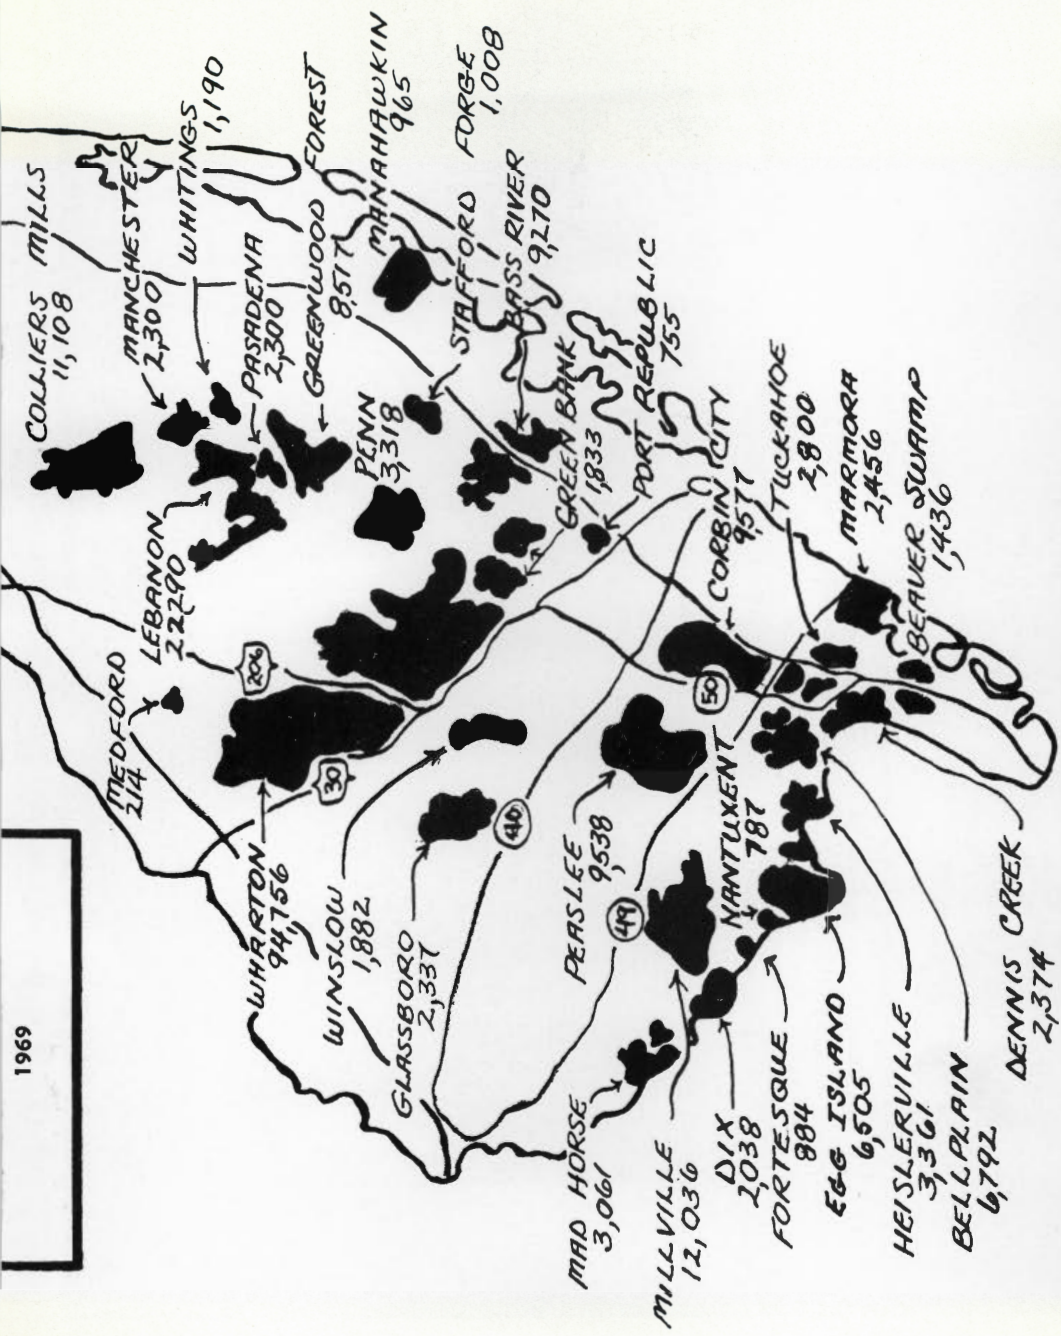 1969
COLLIERS MILLS
11,108
MANCHESTER
2,300
WHITINGS
1,190
PASADENA
2,300
GREENWOOD FOREST
8,517
MANAHAWKIN
965
STAFFORD FORGE
1,008
BASS RIVER
9,270
PENN
3,318
GREEN BANK
1,833
PORT REPUBLIC
755
LEBANON
22290
MEDFORD
214
206
30
40
50
49
CORBIN CITY
9577
TUCKAHOE
2,800
MARMORA
2,456
BEAVER SWAMP
1,436
WHARTON
94,756
WINSLOW
1,882
GLASSBORO
2,337
PEASLEE
9,538
NANTUXENT
787
MAD HORSE
3,061
MILLVILLE
12,036
DIX
2,038
FORTESQUE
884
EGG ISLAND
6,505
HEISLERVILLE
3,361
BELLPLAIN
6,792
DENNIS CREEK
2,374